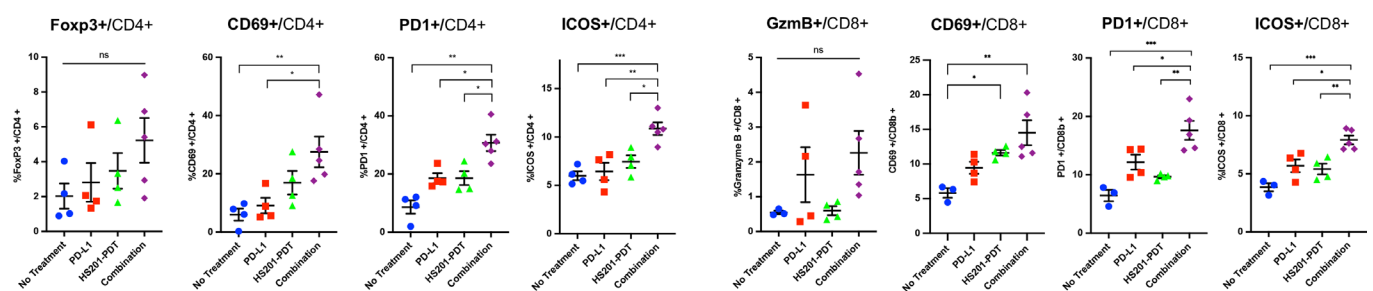 Foxp3+/CD4+
ns
%FoxP3 +/CD4 +
10
8
6
4
2
0
No Treatment
PD-L1
HS201-PDT
Combination
CD69+/CD4+
**
*
%CD69 +/CD4 +
60
40
20
0
No Treatment
PD-L1
HS201-PDT
Combination
PD1+/CD4+
**
*
*
%PD1 +/CD4 +
60
40
20
0
No Treatment
PD-L1
HS201-PDT
Combination
ICOS+/CD4+
***
**
*
%ICOS +/CD4 +
15
10
5
0
No Treatment
PD-L1
HS201-PDT
Combination
GzmB+/CD8+
ns
%Granzyme B +/CD8 +
5
4
3
2
1
0
No Treatment
PD-L1
HS201-PDT
Combination
CD69+/CD8+
**
*
CD69 +/CD8b +
25
20
15
10
5
0
No Treatment
PD-L1
HS201-PDT
Combination
PD1+/CD8+
***
*
**
PD1 +/CD8b +
30
20
10
0
No Treatment
PD-L1
HS201-PDT
Combination
ICOS+/CD8+
***
*
**
%ICOS +/CD8 +
15
10
5
0
No Treatment
PD-L1
HS201-PDT
Combination